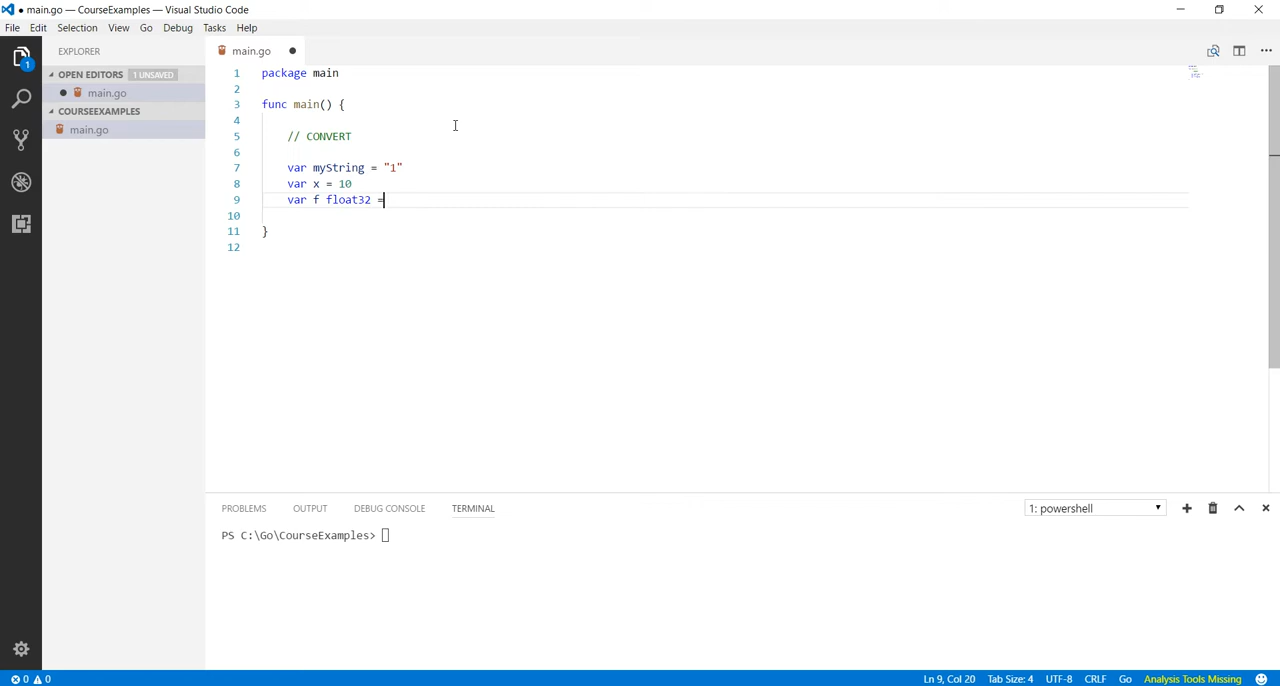 main.go — CourseExamples — Visual Studio Code
File Edit Selection View Go Debug Tasks Help
EXPLORER
main.go
OPEN EDITORS 1 UNSAVED
main.go
COURSEEXAMPLES
main.go
1 package main
2
3 func main() {
4
5 // CONVERT
6
7 var myString = "1"
8 var x = 10
9 var f float32 =
10
11 }
12
1
PROBLEMS OUTPUT DEBUG CONSOLE TERMINAL
1: powershell
PS C:\Go\CourseExamples>
0 0
Ln 9, Col 20 Tab Size: 4 UTF-8 CRLF Go Analysis Tools Missing